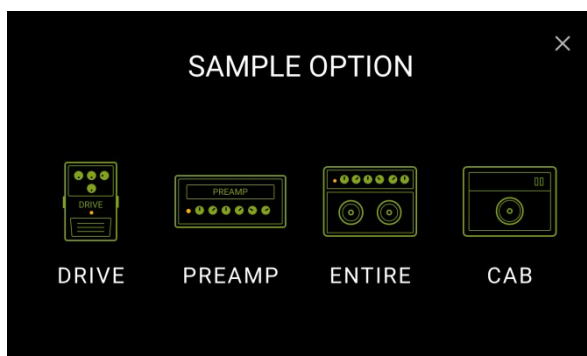 SAMPLE OPTION
PREAMP
DRIVE
DRIVE PREAMP ENTIRE CAB